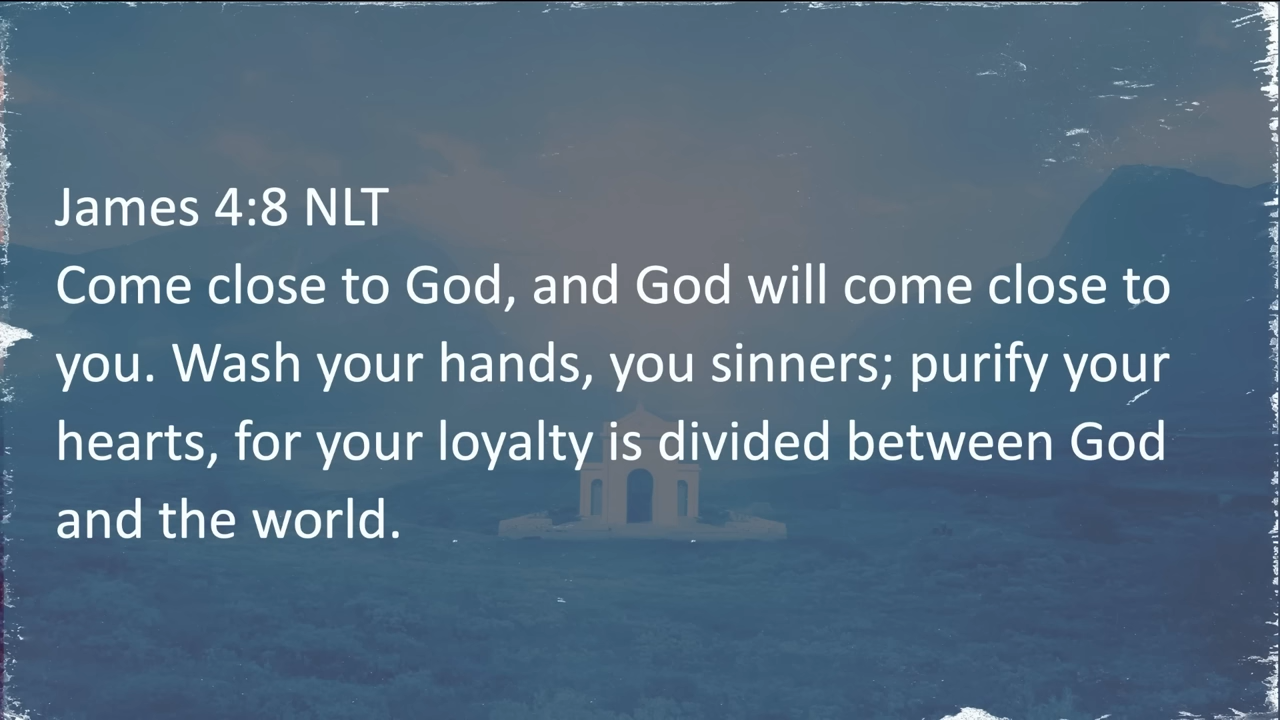 James 4:8 NLT
Come close to God, and God will come close to
you. Wash your hands, you sinners; purify your
hearts, for your loyalty is divided between God
and the world.